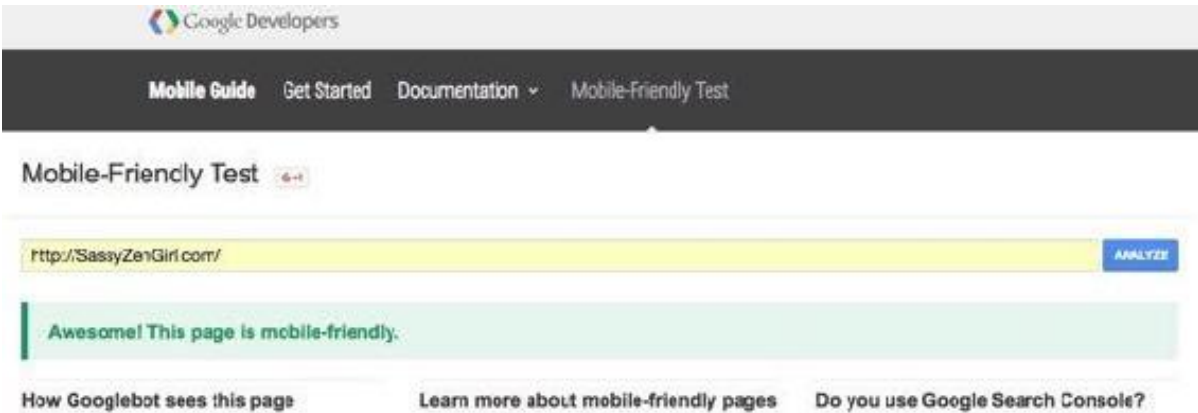 Google Developers
Mobile Guide Get Started Documentation Mobile-Friendly Test
Mobile-Friendly Test
http://SassyZenGirl.com/
ANALYZE
Awesome! This page is mobile-friendly.
How Googlebot sees this page
Learn more about mobile-friendly pages
Do you use Google Search Console?